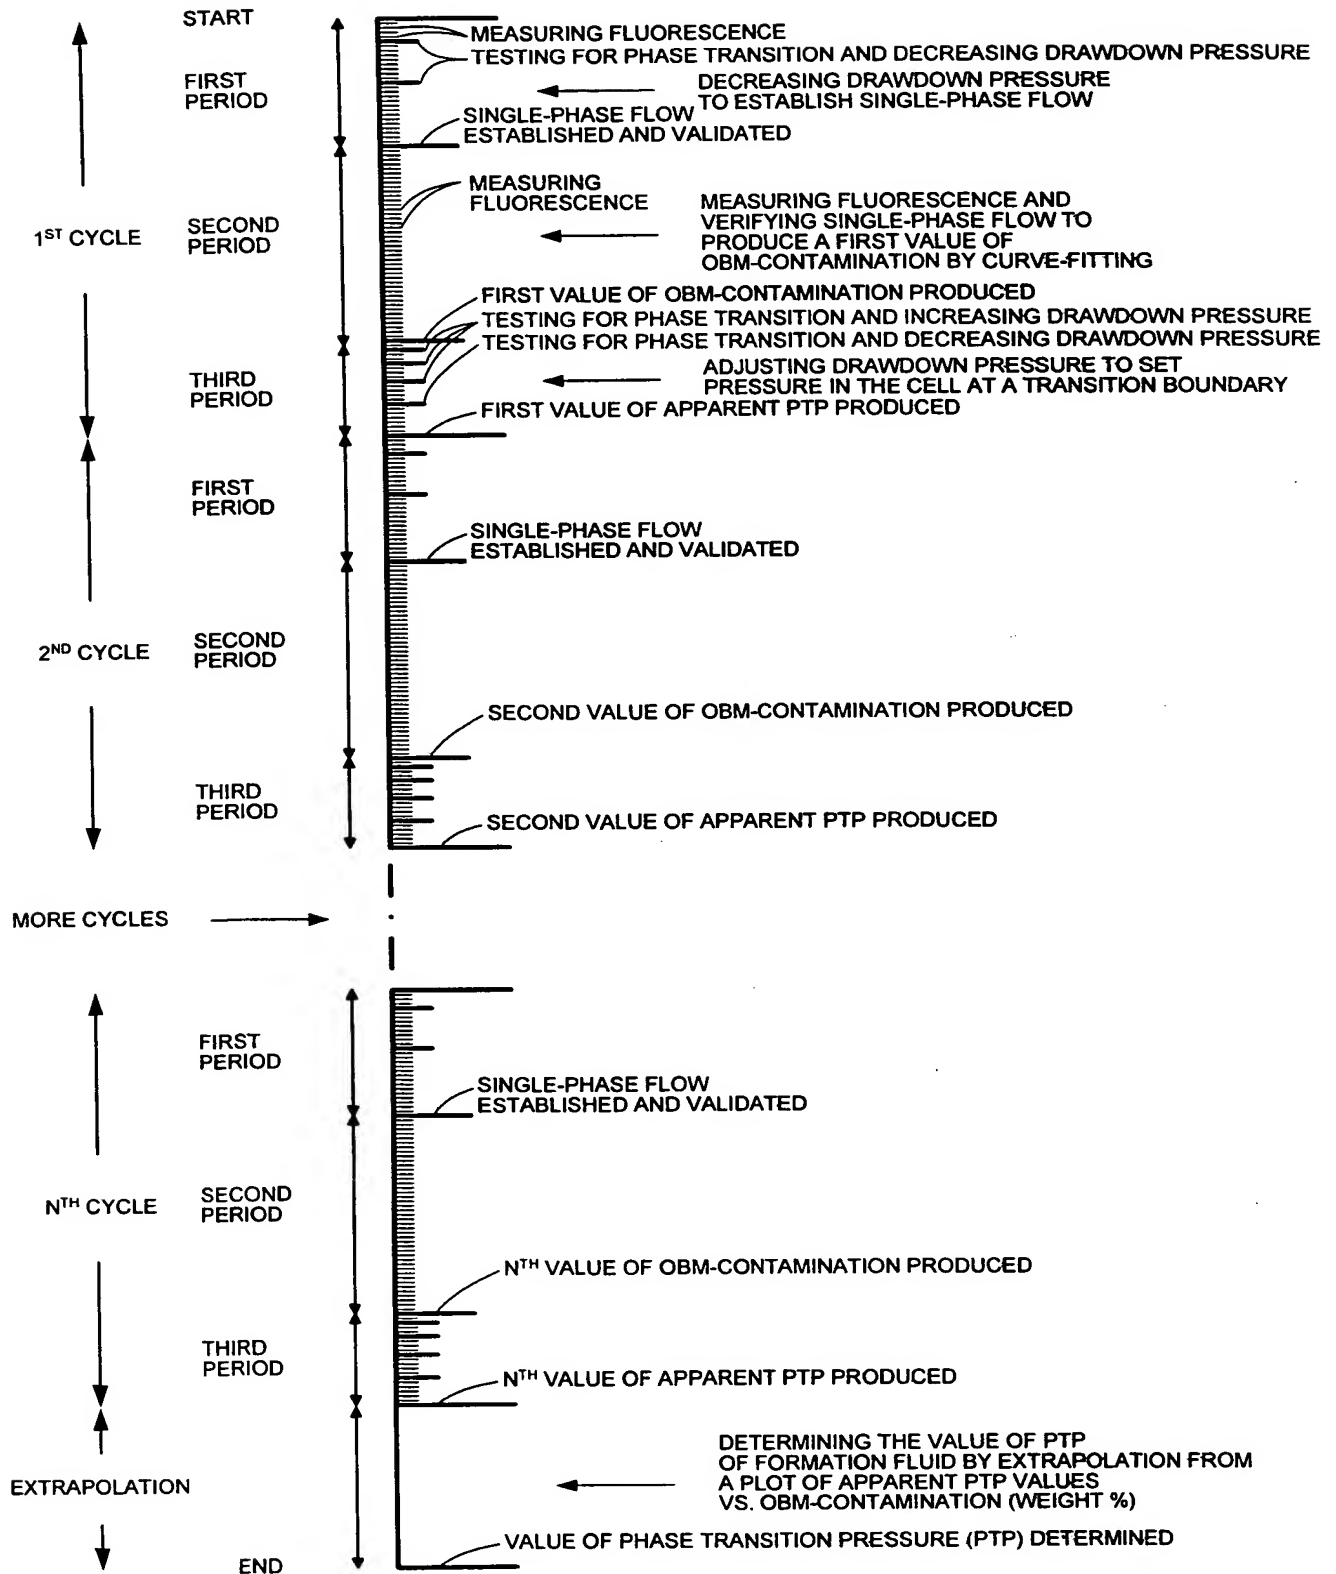 START
MEASURING FLUORESCENCE
TESTING FOR PHASE TRANSITION AND DECREASING DRAWDOWN PRESSURE
FIRST
PERIOD
DECREASING DRAWDOWN PRESSURE
TO ESTABLISH SINGLE-PHASE FLOW
SINGLE-PHASE FLOW
ESTABLISHED AND VALIDATED
1ST CYCLE
SECOND
PERIOD
MEASURING
FLUORESCENCE
MEASURING FLUORESCENCE AND
VERIFYING SINGLE-PHASE FLOW TO
PRODUCE A FIRST VALUE OF
OBM-CONTAMINATION BY CURVE-FITTING
FIRST VALUE OF OBM-CONTAMINATION PRODUCED
TESTING FOR PHASE TRANSITION AND INCREASING DRAWDOWN PRESSURE
TESTING FOR PHASE TRANSITION AND DECREASING DRAWDOWN PRESSURE
THIRD
PERIOD
ADJUSTING DRAWDOWN PRESSURE TO SET
PRESSURE IN THE CELL AT A TRANSITION BOUNDARY
FIRST VALUE OF APPARENT PTP PRODUCED
FIRST
PERIOD
SINGLE-PHASE FLOW
ESTABLISHED AND VALIDATED
2ND CYCLE
SECOND
PERIOD
SECOND VALUE OF OBM-CONTAMINATION PRODUCED
THIRD
PERIOD
SECOND VALUE OF APPARENT PTP PRODUCED
MORE CYCLES
FIRST
PERIOD
SINGLE-PHASE FLOW
ESTABLISHED AND VALIDATED
NTH CYCLE
SECOND
PERIOD
NTH VALUE OF OBM-CONTAMINATION PRODUCED
THIRD
PERIOD
NTH VALUE OF APPARENT PTP PRODUCED
EXTRAPOLATION
DETERMINING THE VALUE OF PTP
OF FORMATION FLUID BY EXTRAPOLATION FROM
A PLOT OF APPARENT PTP VALUES
VS. OBM-CONTAMINATION (WEIGHT %)
VALUE OF PHASE TRANSITION PRESSURE (PTP) DETERMINED
END